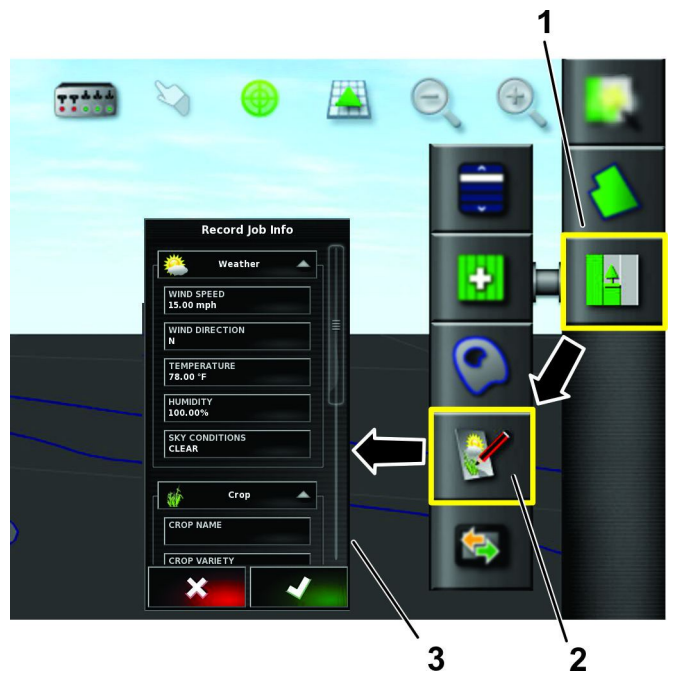 1
Record Job Info
Weather
WIND SPEED
15.00 mph
WIND DIRECTION
N
TEMPERATURE
78.00 °F
HUMIDITY
100.00%
SKY CONDITIONS
CLEAR
Crop
CROP NAME
CROP VARIETY
3
2